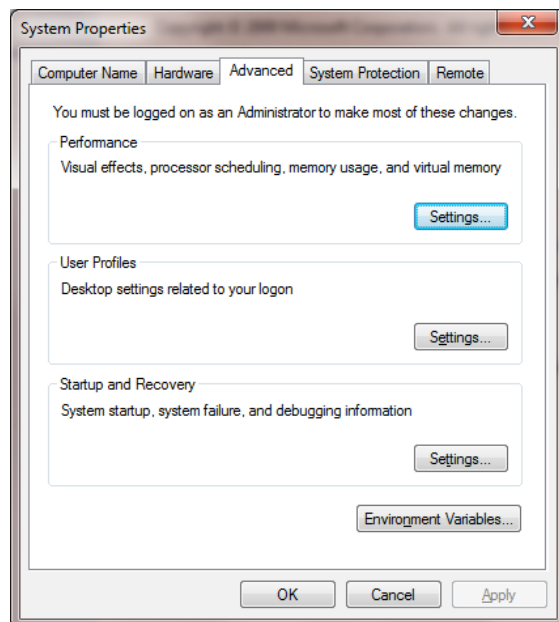 System Properties
Computer Name Hardware Advanced System Protection Remote
You must be logged on as an Administrator to make most of these changes.
Performance
Visual effects, processor scheduling, memory usage, and virtual memory
Settings...
User Profiles
Desktop settings related to your logon
Settings...
Startup and Recovery
System startup, system failure, and debugging information
Settings...
Environment Variables...
OK Cancel Apply